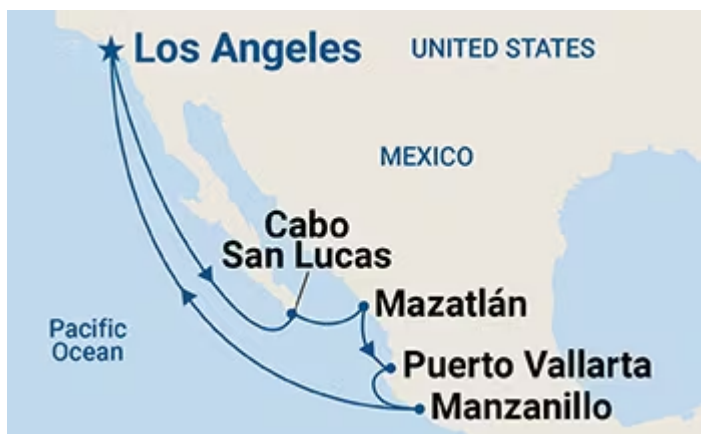 Los Angeles
UNITED STATES
MEXICO
Cabo
San Lucas
Mazatlán
Pacific
Ocean
Puerto Vallarta
Manzanillo